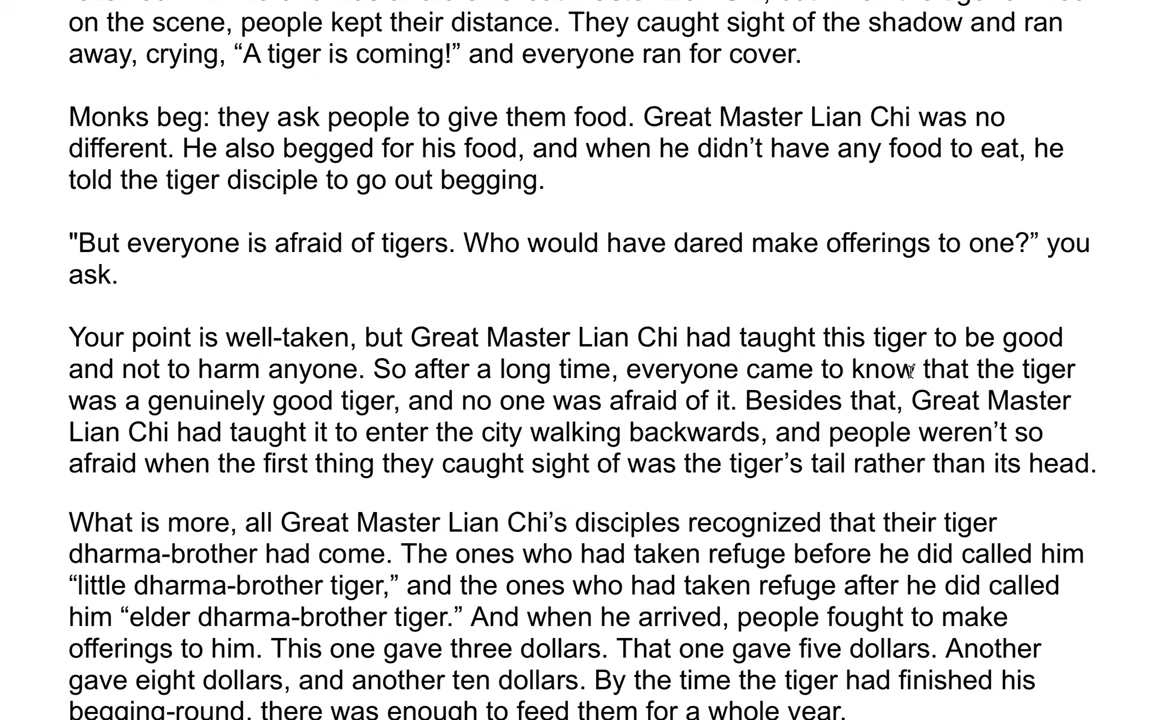 on the scene, people kept their distance. They caught sight of the shadow and ran
away, crying, “A tiger is coming!” and everyone ran for cover.
Monks beg: they ask people to give them food. Great Master Lian Chi was no
different. He also begged for his food, and when he didn’t have any food to eat, he
told the tiger disciple to go out begging.
"But everyone is afraid of tigers. Who would have dared make offerings to one?” you
ask.
Your point is well-taken, but Great Master Lian Chi had taught this tiger to be good
and not to harm anyone. So after a long time, everyone came to know that the tiger
was a genuinely good tiger, and no one was afraid of it. Besides that, Great Master
Lian Chi had taught it to enter the city walking backwards, and people weren’t so
afraid when the first thing they caught sight of was the tiger’s tail rather than its head.
What is more, all Great Master Lian Chi’s disciples recognized that their tiger
dharma-brother had come. The ones who had taken refuge before he did called him
“little dharma-brother tiger,” and the ones who had taken refuge after he did called
him “elder dharma-brother tiger.” And when he arrived, people fought to make
offerings to him. This one gave three dollars. That one gave five dollars. Another
gave eight dollars, and another ten dollars. By the time the tiger had finished his
begging-round, there was enough to feed them for a whole year.